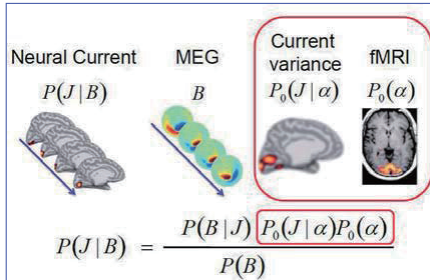 Neural Current MEG Current variance fMRI
P(J | B) B P₀(J | α) P₀(α)
P(J | B) = P(B | J) P₀(J | α)P₀(α) / P(B)